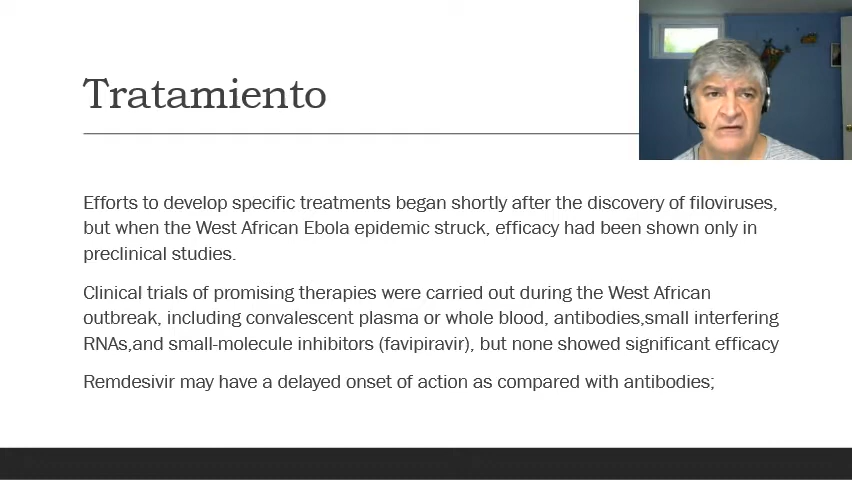 Tratamiento
Efforts to develop specific treatments began shortly after the discovery of filoviruses,
but when the West African Ebola epidemic struck, efficacy had been shown only in
preclinical studies.
Clinical trials of promising therapies were carried out during the West African
outbreak, including convalescent plasma or whole blood, antibodies,small interfering
RNAs,and small-molecule inhibitors (favipiravir), but none showed significant efficacy
Remdesivir may have a delayed onset of action as compared with antibodies;